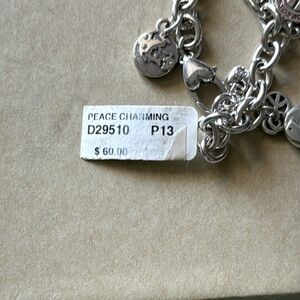 PEACE CHARMING
D29510 P13
$ 60.00